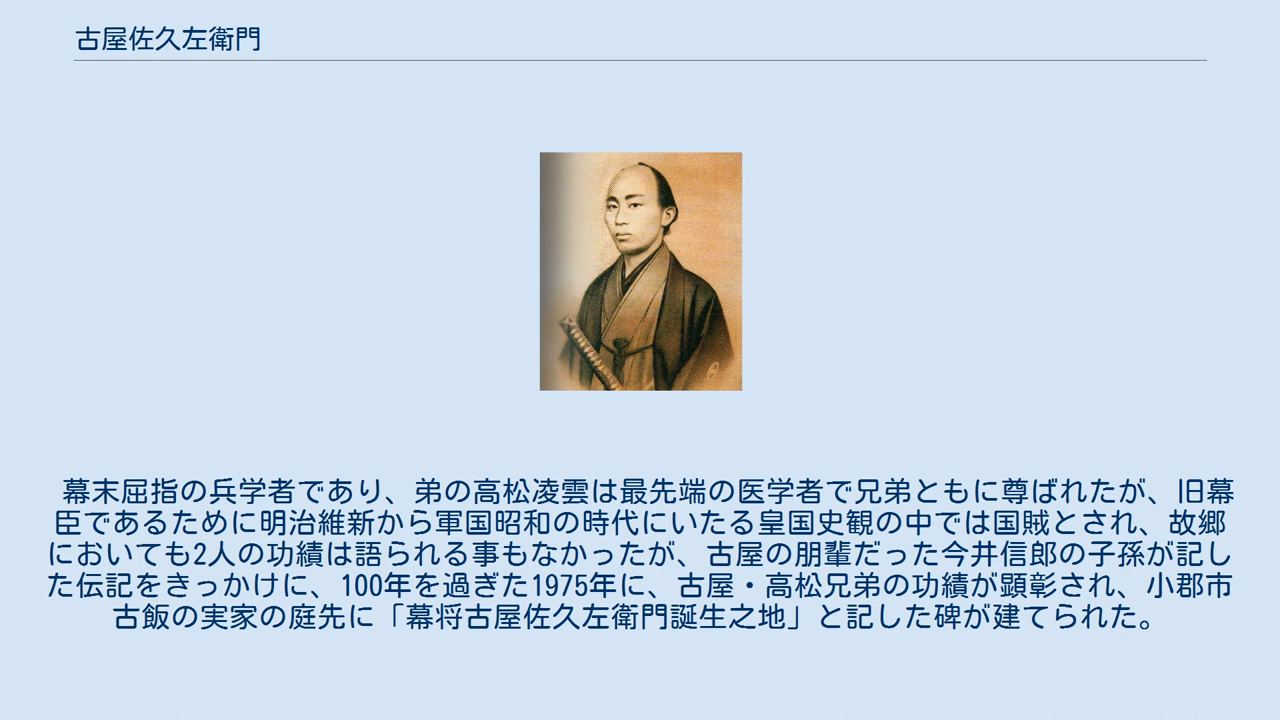 古屋佐久左衛門
幕末屈指の兵学者であり、弟の高松凌雲は最先端の医学者で兄弟ともに尊ばれたが、旧幕
臣であるために明治維新から軍国昭和の時代にいたる皇国史観の中では国賊とされ、故郷
においても2人の功績は語られる事もなかったが、古屋の朋輩だった今井信郎の子孫が記し
た伝記をきっかけに、100年を過ぎた1975年に、古屋・高松兄弟の功績が顕彰され、小郡市
古飯の実家の庭先に「幕将古屋佐久左衛門誕生之地」と記した碑が建てられた。